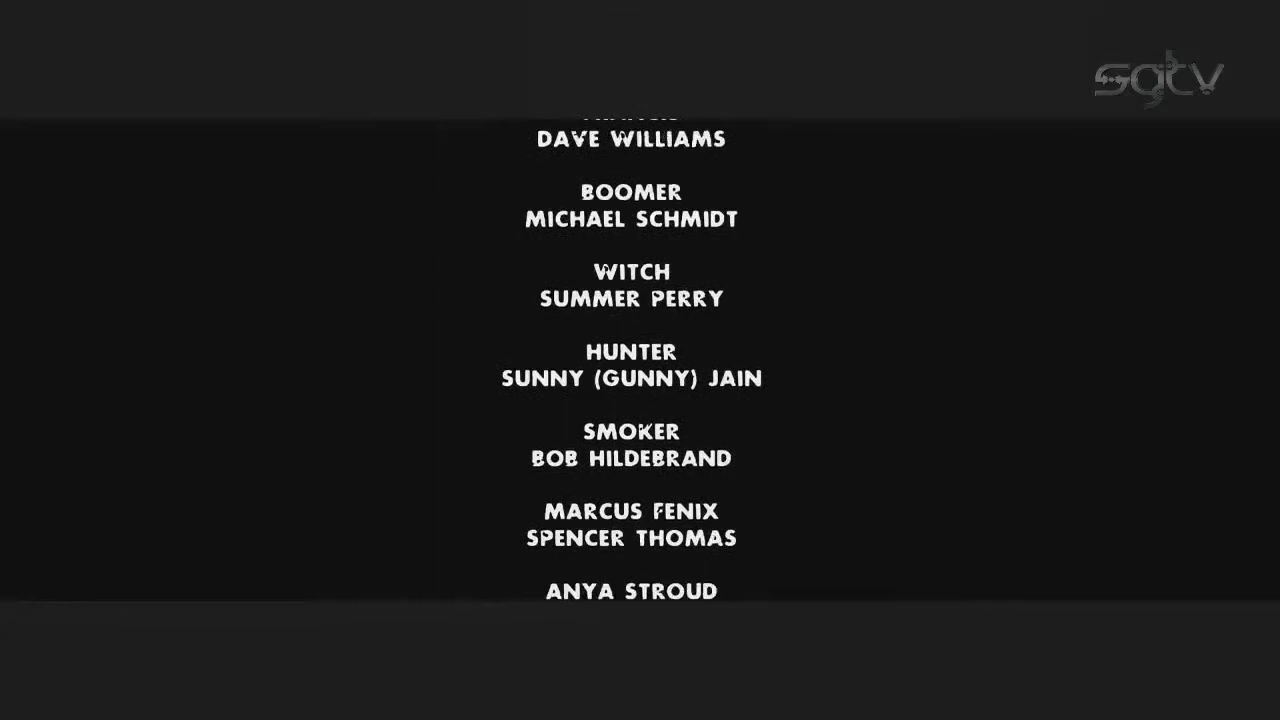 sgtv
DAVE WILLIAMS
BOOMER
MICHAEL SCHMIDT
WITCH
SUMMER PERRY
HUNTER
SUNNY (GUNNY) JAIN
SMOKER
BOB HILDEBRAND
MARCUS FENIX
SPENCER THOMAS
ANYA STROUD